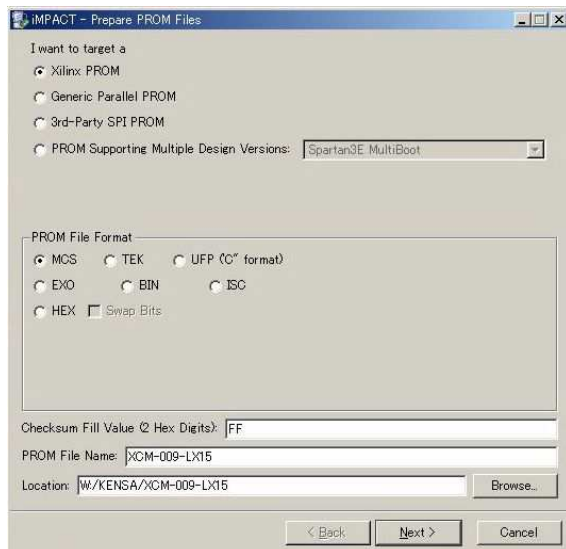 iMPACT - Prepare PROM Files
I want to target a
Xilinx PROM
Generic Parallel PROM
3rd-Party SPI PROM
PROM Supporting Multiple Design Versions: Spartan3E MultiBoot
PROM File Format
MCS TEK UFP ("C" format)
EXO BIN ISC
HEX Swap Bits
Checksum Fill Value (2 Hex Digits): FF
PROM File Name: XCM-009-LX15
Location: W:/KENSA/XCM-009-LX15 Browse...
< Back Next > Cancel